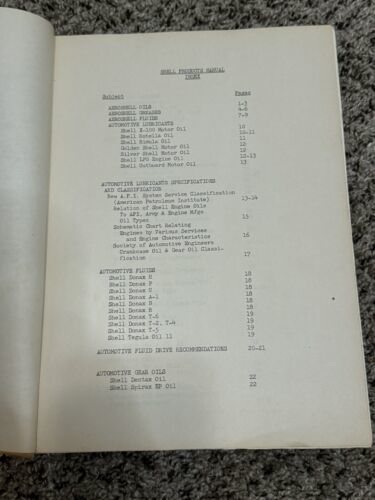 SHELL PRODUCTS MANUAL
INDEX
Subject Pages
AEROSHELL OILS 1-3
AEROSHELL GREASES 4-6
AEROSHELL FLUIDS 7-9
AUTOMOTIVE LUBRICANTS 10
Shell X-100 Motor Oil 10-11
Shell Rotella Oil 11
Shell Rimula Oil 12
Golden Shell Motor Oil 12
Silver Shell Motor Oil 12-13
Shell LPG Engine Oil 13
Shell Outboard Motor Oil
AUTOMOTIVE LUBRICANTS SPECIFICATIONS
AND CLASSIFICATION
New A.P.I. System Service Classification
(American Petroleum Institute) 13-14
Relation of Shell Engine Oils
To API, Army & Engine Mfgs
Oil Types 15
Schematic Chart Relating
Engines by Various Services
and Engine Characteristics 16
Society of Automotive Engineers
Crankcase Oil & Gear Oil Classi-
fication 17
AUTOMOTIVE FLUIDS 18
Shell Donax H 18
Shell Donax P 18
Shell Donax U 18
Shell Donax A-1 18
Shell Donax B 18
Shell Donax R 19
Shell Donax T-6 19
Shell Donax T-2, T-4 19
Shell Donax T-5 19
Shell Tegula Oil 11
AUTOMOTIVE FLUID DRIVE RECOMMENDATIONS 20-21
AUTOMOTIVE GEAR OILS
Shell Dentax Oil 22
Shell Spirax EP Oil 22